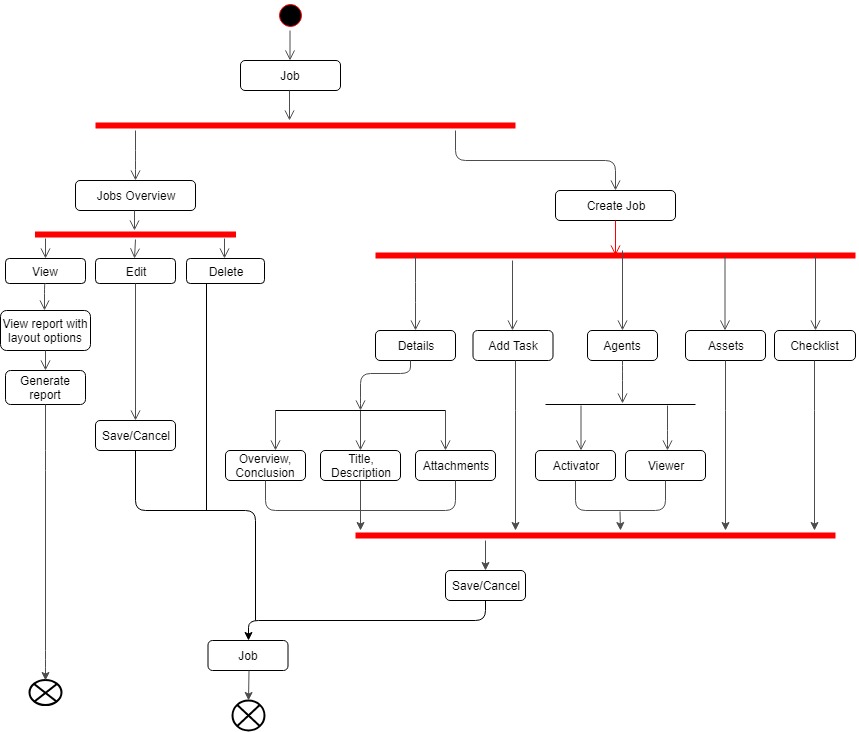 Job
Jobs Overview
Create Job
View
Edit
Delete
View report with
layout options
Generate
report
Details
Add Task
Agents
Assets
Checklist
Save/Cancel
Overview,
Conclusion
Title,
Description
Attachments
Activator
Viewer
Save/Cancel
Job